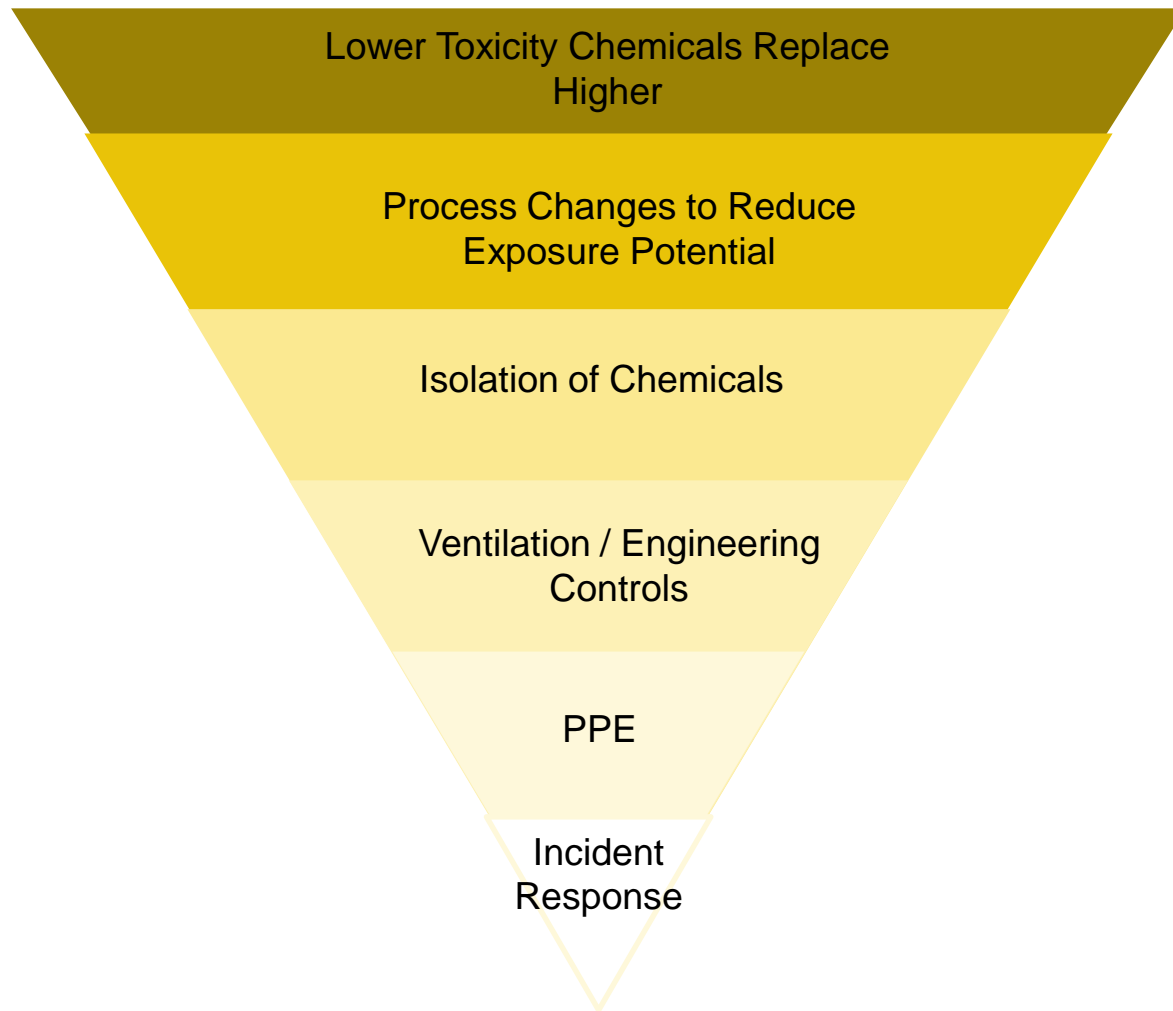 Lower Toxicity Chemicals Replace
Higher
Process Changes to Reduce
Exposure Potential
Isolation of Chemicals
Ventilation / Engineering
Controls
PPE
Incident
Response